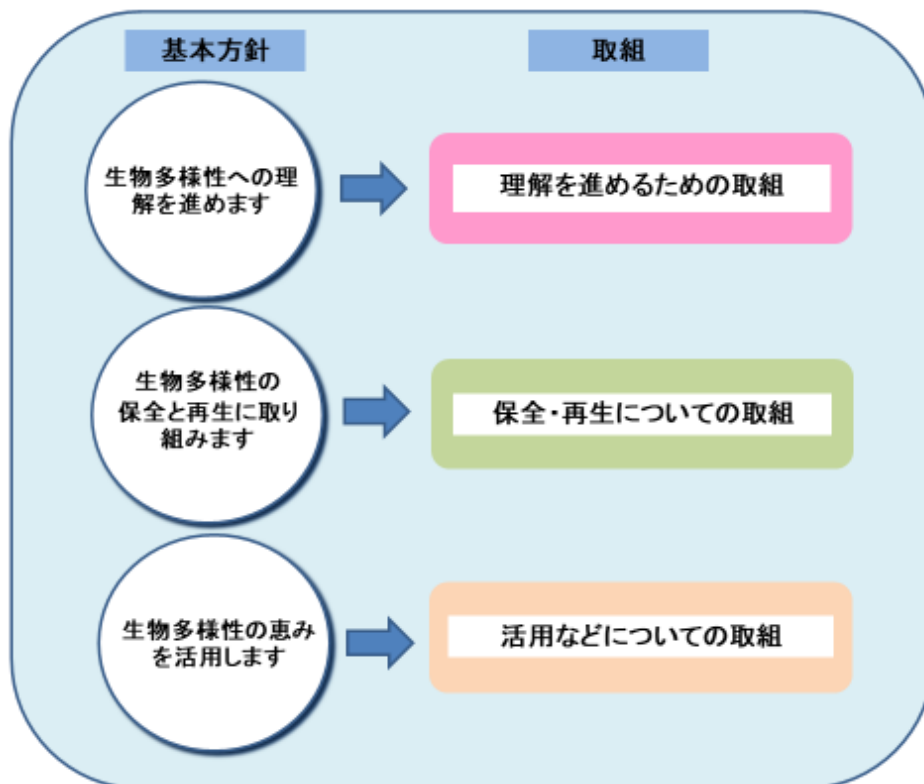 基本方針
取組
生物多様性への理
解を進めます
理解を進めるための取組
生物多様性の
保全と再生に取り
組みます
保全・再生についての取組
生物多様性の恵み
を活用します
活用などについての取組